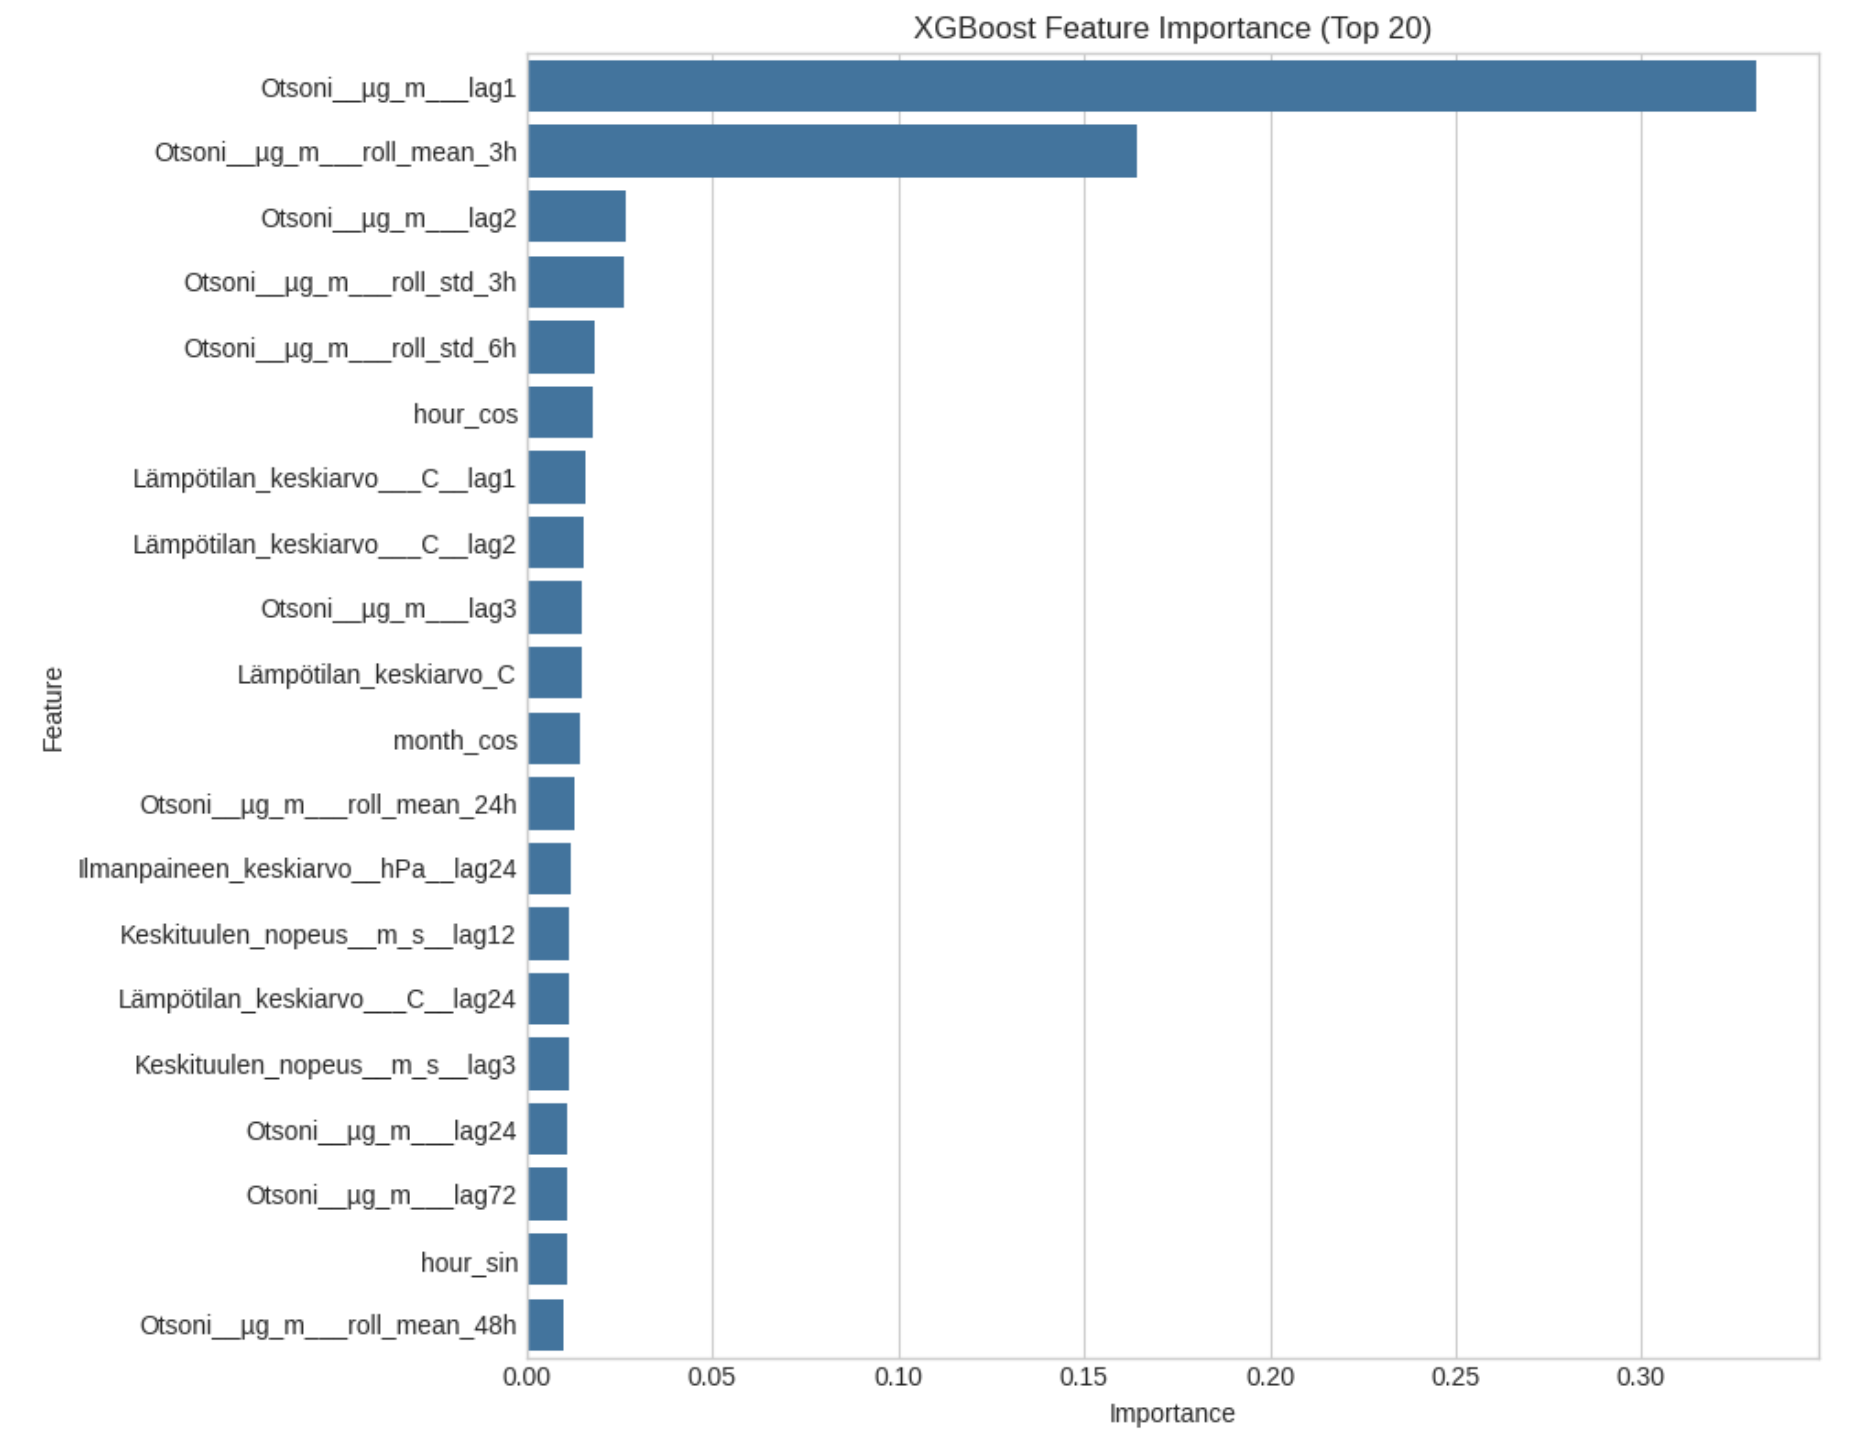 XGBoost Feature Importance (Top 20)
Otsoni__µg_m___lag1
Otsoni__µg_m___roll_mean_3h
Otsoni__µg_m___lag2
Otsoni__µg_m___roll_std_3h
Otsoni__µg_m___roll_std_6h
hour_cos
Lämpötilan_keskiarvo___C__lag1
Lämpötilan_keskiarvo___C__lag2
Otsoni__µg_m___lag3
Lämpötilan_keskiarvo_C
month_cos
Otsoni__µg_m___roll_mean_24h
Ilmanpaineen_keskiarvo__hPa__lag24
Keskituulen_nopeus__m_s__lag12
Lämpötilan_keskiarvo___C__lag24
Keskituulen_nopeus__m_s__lag3
Otsoni__µg_m___lag24
Otsoni__µg_m___lag72
hour_sin
Otsoni__µg_m___roll_mean_48h
Feature
0.00 0.05 0.10 0.15 0.20 0.25 0.30
Importance